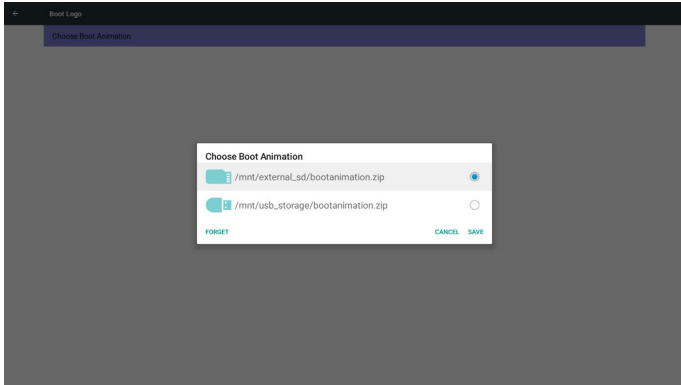 Boot Logo
Choose Boot Animation
Choose Boot Animation
/mnt/external_sd/bootanimation.zip
/mnt/usb_storage/bootanimation.zip
FORGET CANCEL SAVE